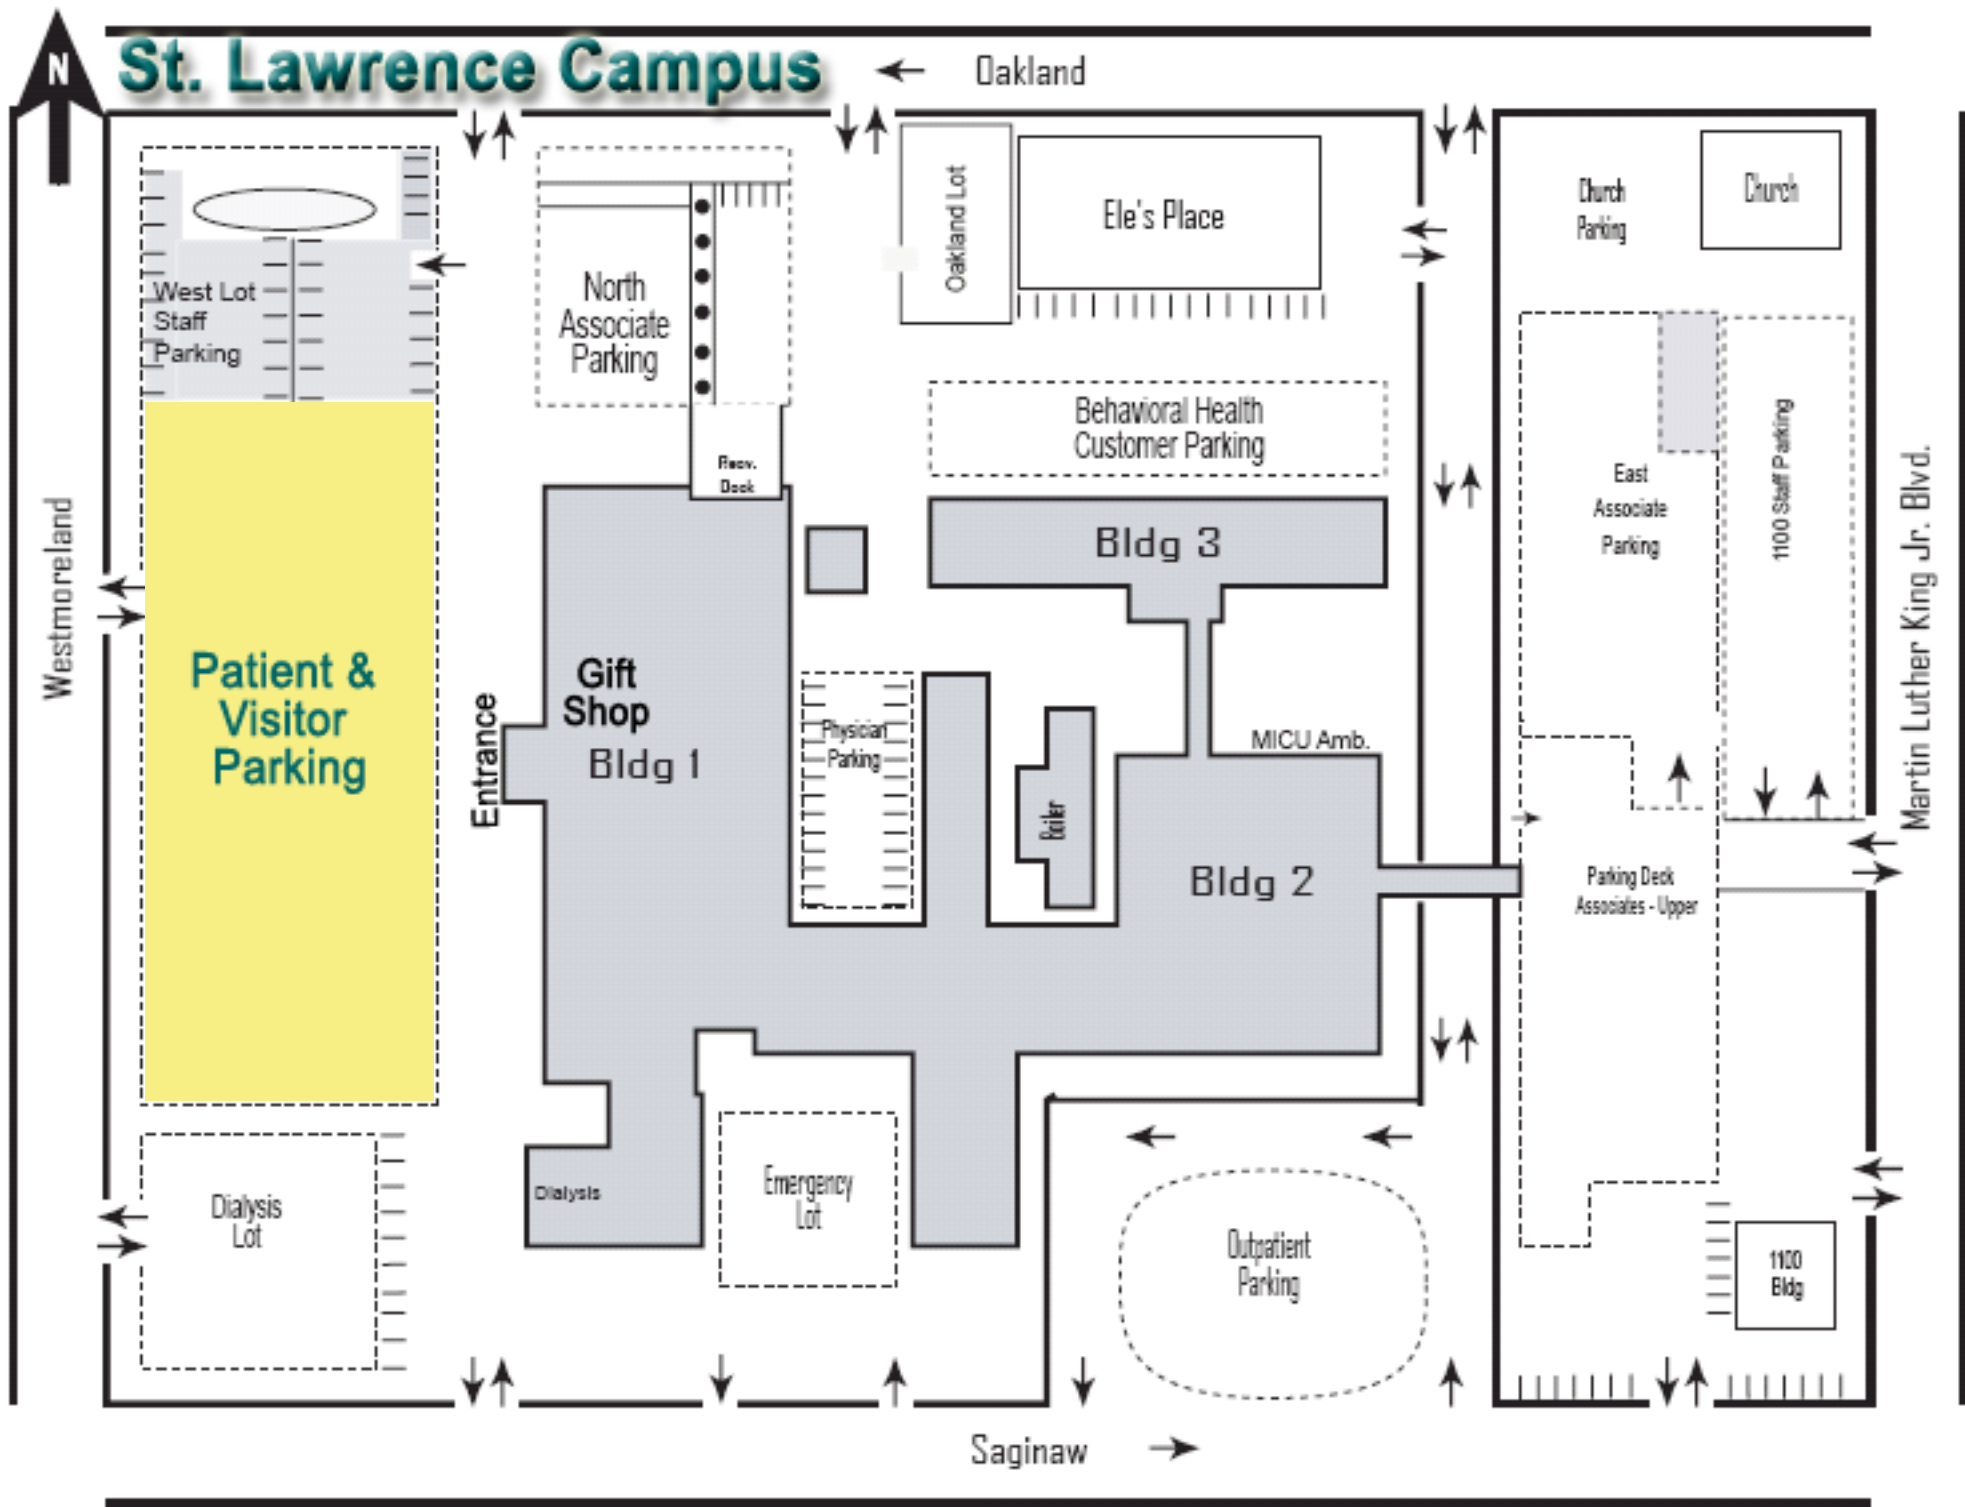 N
St. Lawrence Campus
Oakland
Oakland Lot
Ele's Place
Church
Parking
Church
West Lot
Staff
Parking
North
Associate
Parking
Behavioral Health
Customer Parking
Recv.
Dock
East
Associate
Parking
1100 Staff Parking
Martin Luther King Jr. Blvd.
Westmoreland
Bldg 3
Patient &
Visitor
Parking
Entrance
Gift
Shop
Bldg 1
Physician
Parking
Boiler
MICU Amb.
Bldg 2
Parking Deck
Associates - Upper
Dialysis
Lot
Dialysis
Emergency
Lot
Outpatient
Parking
1100
Bldg
Saginaw